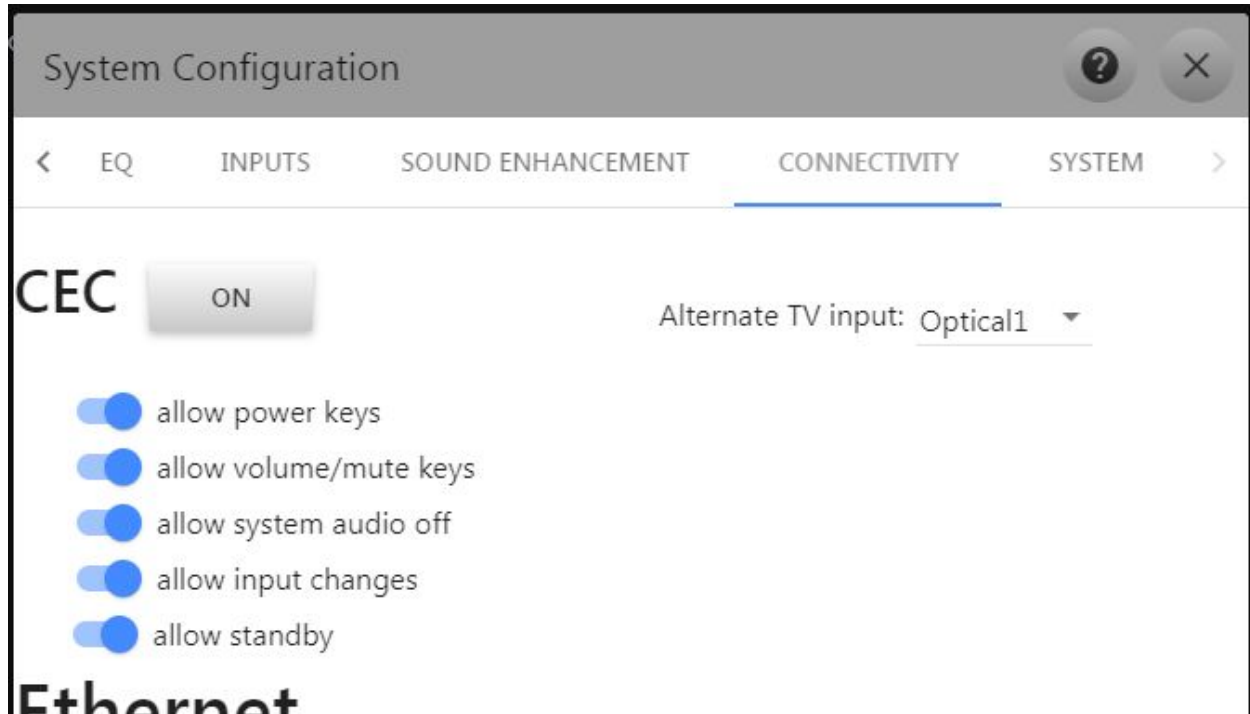 System Configuration
EQ INPUTS SOUND ENHANCEMENT CONNECTIVITY SYSTEM
CEC ON
Alternate TV input: Optical1
allow power keys
allow volume/mute keys
allow system audio off
allow input changes
allow standby
Ethernet